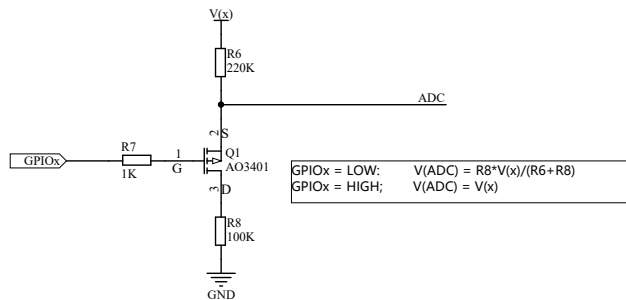 V(x)
R6
220K
ADC
2 S
Q1
AO3401
R7
1K
GPIOx
1
G
3 D
R8
100K
GND
GPIOx = LOW: V(ADC) = R8*V(x)/(R6+R8)
GPIOx = HIGH; V(ADC) = V(x)